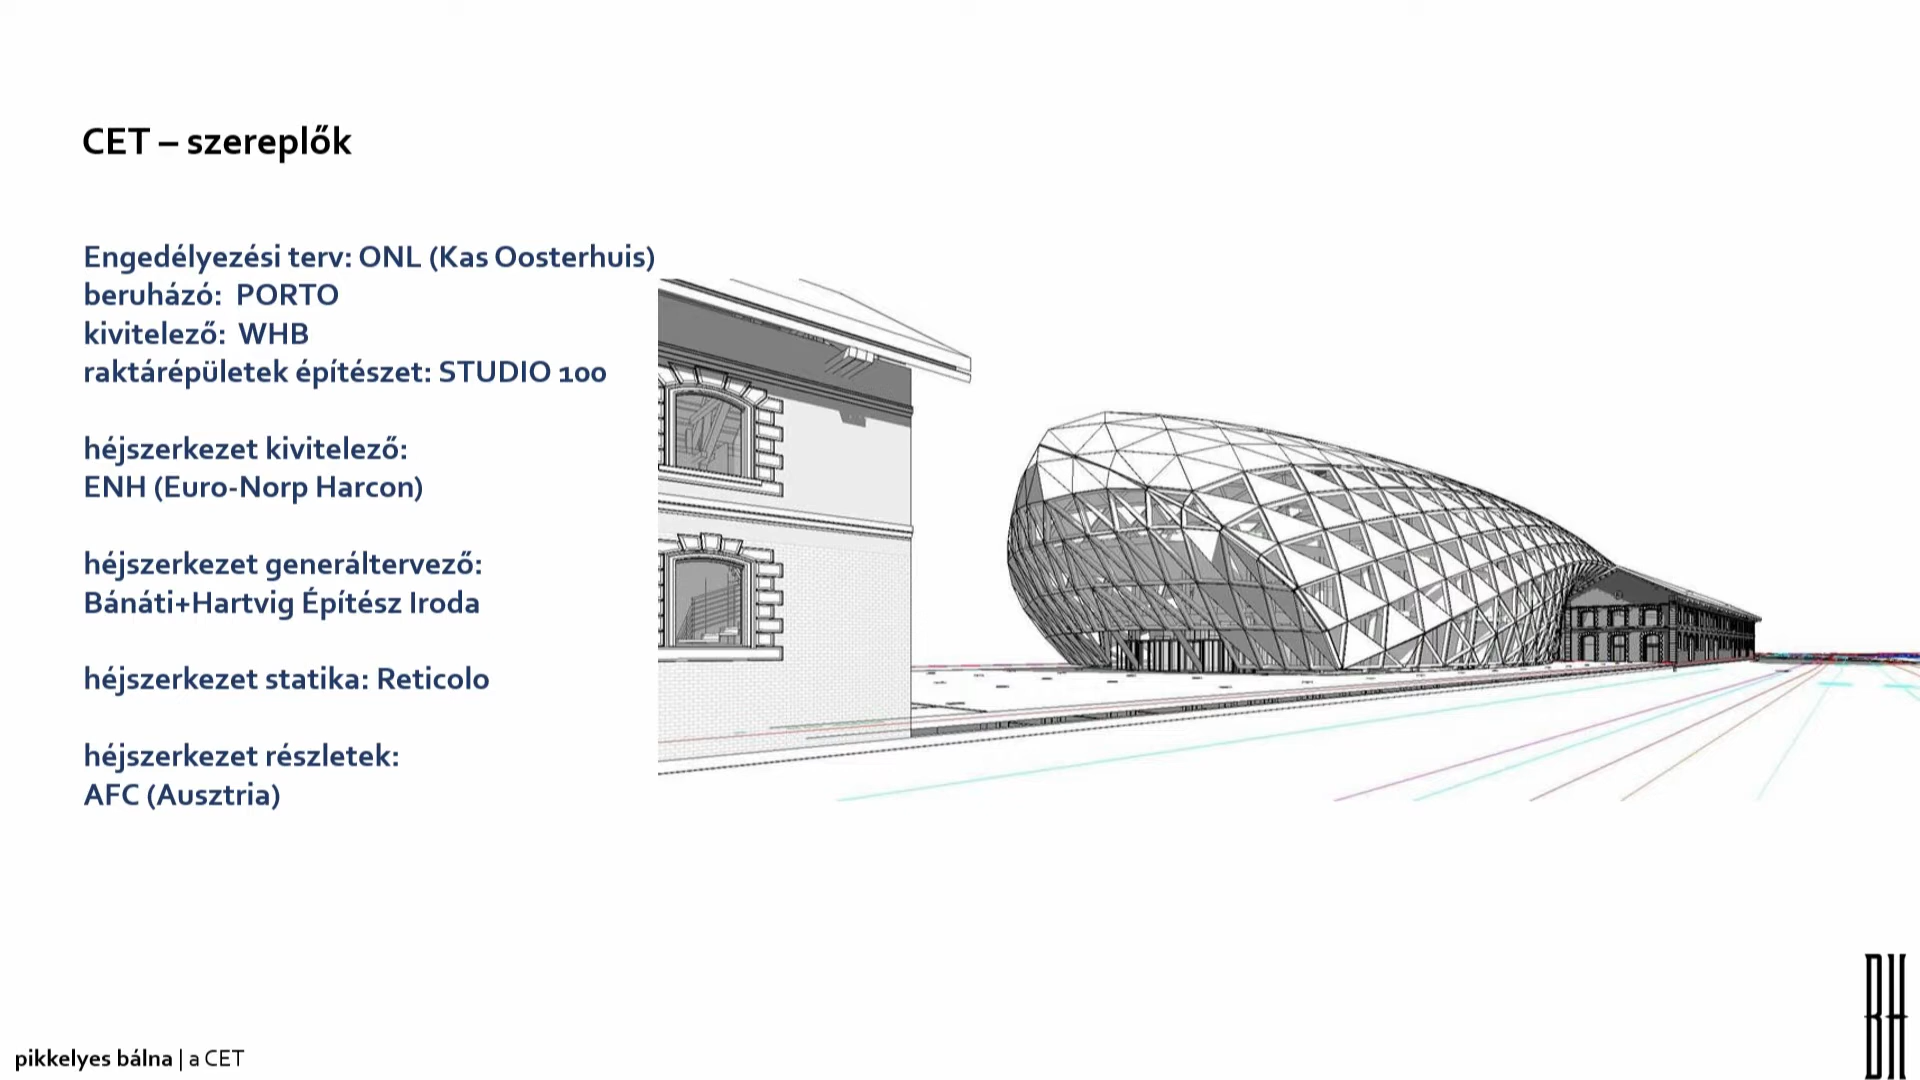 CET – szereplők
Engedélyezési terv: ONL (Kas Oosterhuis)
beruházó:  PORTO
kivitelező:  WHB
raktárépületek építészet: STUDIO 100
héjszerkezet kivitelező:
ENH (Euro-Norp Harcon)
héjszerkezet generáltervező:
Bánáti+Hartvig Építész Iroda
héjszerkezet statika: Reticolo
héjszerkezet részletek:
AFC (Ausztria)
BH
pikkelyes bálna | a CET